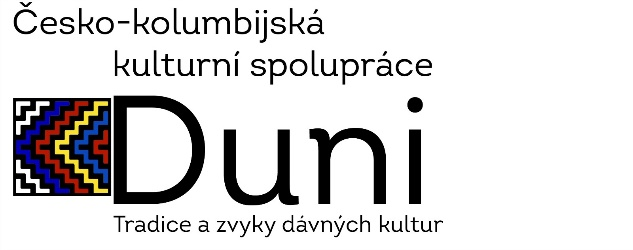 Česko-kolumbijská
kulturní spolupráce
Duni
Tradice a zvyky dávných kultur